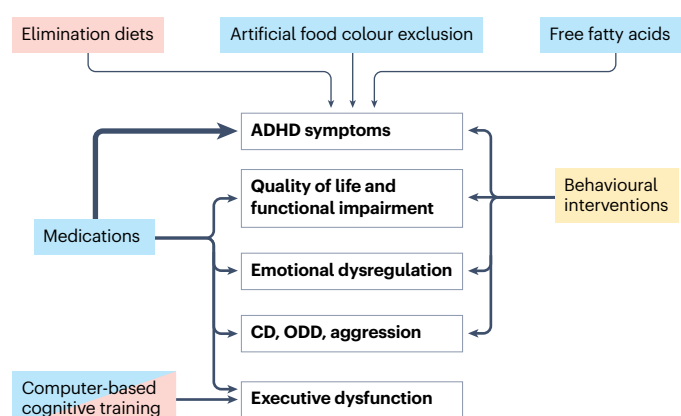 Elimination diets
Artificial food colour exclusion
Free fatty acids
ADHD symptoms
Quality of life and
functional impairment
Behavioural
interventions
Medications
Emotional dysregulation
CD, ODD, aggression
Computer-based
cognitive training
Executive dysfunction